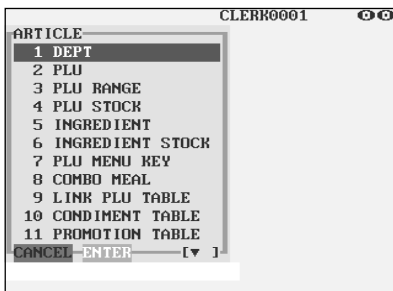 CLERK0001
ARTICLE
1 DEPT
2 PLU
3 PLU RANGE
4 PLU STOCK
5 INGREDIENT
6 INGREDIENT STOCK
7 PLU MENU KEY
8 COMBO MEAL
9 LINK PLU TABLE
10 CONDIMENT TABLE
11 PROMOTION TABLE
CANCEL ENTER [▼ ]